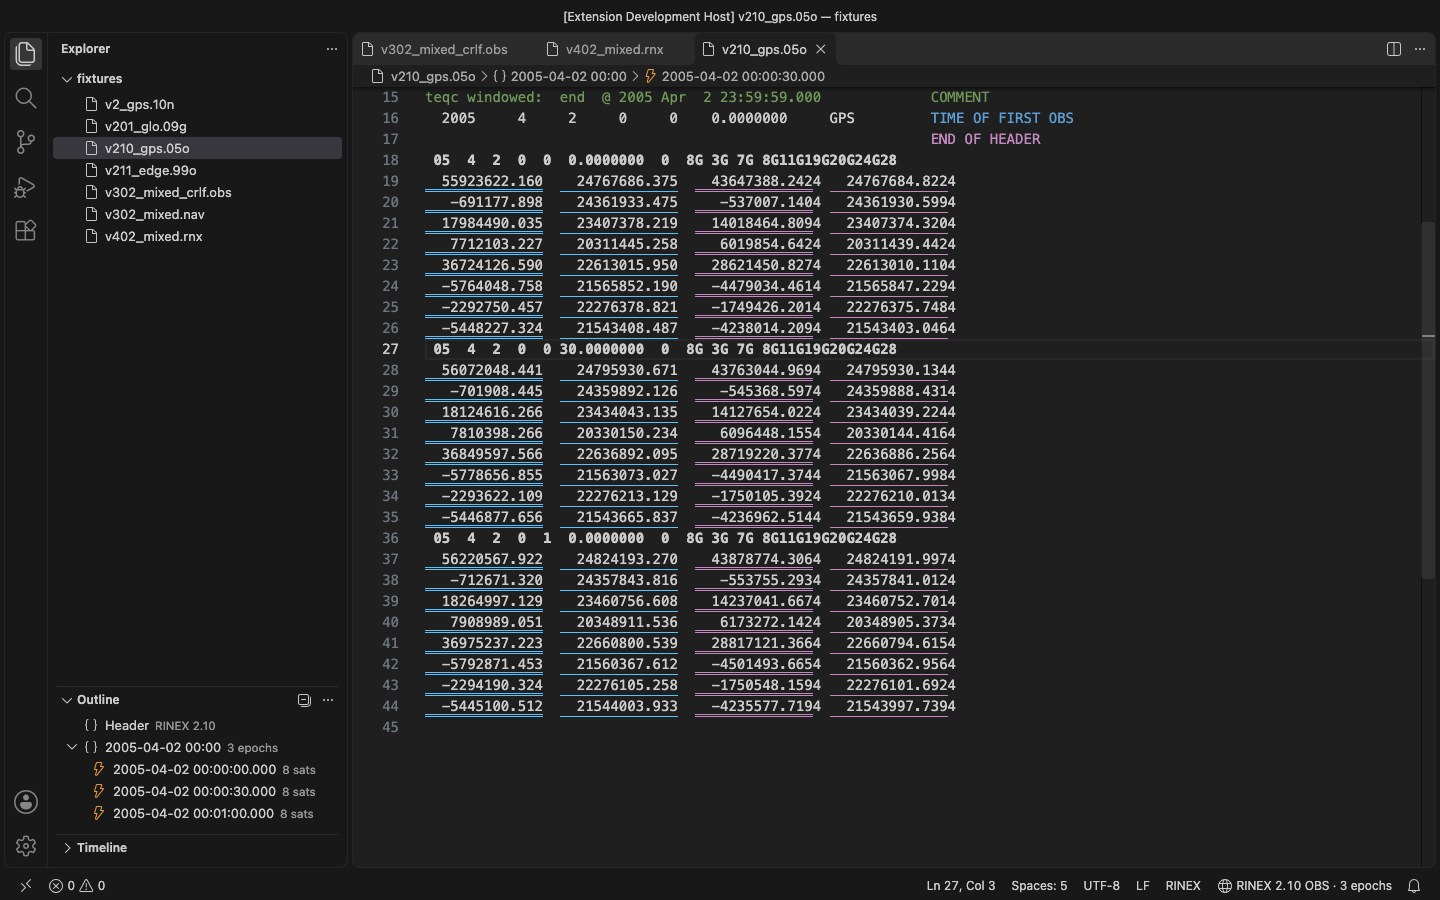 [Extension Development Host] v210_gps.05o — fixtures
Explorer
fixtures
v2_gps.10n
v201_glo.09g
v210_gps.05o
v211_edge.99o
v302_mixed_crlf.obs
v302_mixed.nav
v402_mixed.rnx
Outline
{ } Header RINEX 2.10
{ } 2005-04-02 00:00 3 epochs
2005-04-02 00:00:00.000 8 sats
2005-04-02 00:00:30.000 8 sats
2005-04-02 00:01:00.000 8 sats
Timeline
v302_mixed_crlf.obs v402_mixed.rnx v210_gps.05o
v210_gps.05o > { } 2005-04-02 00:00 > 2005-04-02 00:00:30.000
15 teqc windowed: end @ 2005 Apr 2 23:59:59.000 COMMENT
16 2005 4 2 0 0 0.0000000 GPS TIME OF FIRST OBS
17 END OF HEADER
18 05 4 2 0 0 0.0000000 0 8G 3G 7G 8G11G19G20G24G28
19 55923622.160 24767686.375 43647388.2424 24767684.8224
20 -691177.898 24361933.475 -537007.1404 24361930.5994
21 17984490.035 23407378.219 14018464.8094 23407374.3204
22 7712103.227 20311445.258 6019854.6424 20311439.4424
23 36724126.590 22613015.950 28621450.8274 22613010.1104
24 -5764048.758 21565852.190 -4479034.4614 21565847.2294
25 -2292750.457 22276378.821 -1749426.2014 22276375.7484
26 -5448227.324 21543408.487 -4238014.2094 21543403.0464
27 05 4 2 0 0 30.0000000 0 8G 3G 7G 8G11G19G20G24G28
28 56072048.441 24795930.671 43763044.9694 24795930.1344
29 -701908.445 24359892.126 -545368.5974 24359888.4314
30 18124616.266 23434043.135 14127654.0224 23434039.2244
31 7810398.266 20330150.234 6096448.1554 20330144.4164
32 36849597.566 22636892.095 28719220.3774 22636886.2564
33 -5778656.855 21563073.027 -4490417.3744 21563067.9984
34 -2293622.109 22276213.129 -1750105.3924 22276210.0134
35 -5446877.656 21543665.837 -4236962.5144 21543659.9384
36 05 4 2 0 1 0.0000000 0 8G 3G 7G 8G11G19G20G24G28
37 56220567.922 24824193.270 43878774.3064 24824191.9974
38 -712671.320 24357843.816 -553755.2934 24357841.0124
39 18264997.129 23460756.608 14237041.6674 23460752.7014
40 7908989.051 20348911.536 6173272.1424 20348905.3734
41 36975237.223 22660800.539 28817121.3664 22660794.6154
42 -5792871.453 21560367.612 -4501493.6654 21560362.9564
43 -2294190.324 22276105.258 -1750548.1594 22276101.6924
44 -5445100.512 21544003.933 -4235577.7194 21543997.7394
45
0 0 Ln 27, Col 3 Spaces: 5 UTF-8 LF RINEX RINEX 2.10 OBS · 3 epochs